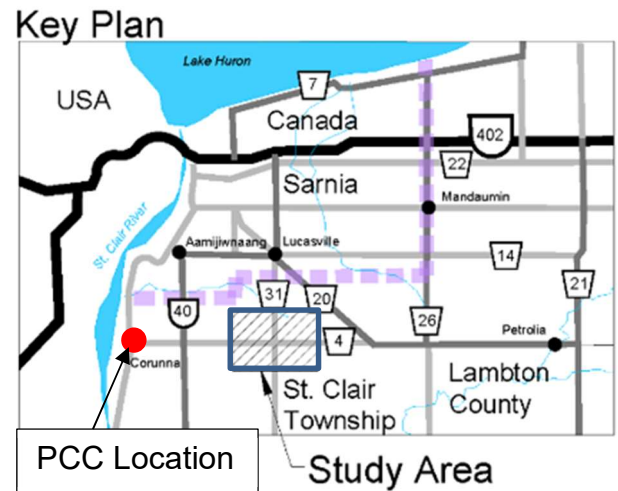 Key Plan
Lake Huron
7
USA
Canada
402
22
Sarnia
Mandaumin
St. Clair River
Aamijiwnaang
Lucasville
14
31
20
21
40
26
4
Petrolia
Corunna
St. Clair
Township
Lambton
County
PCC Location
Study Area